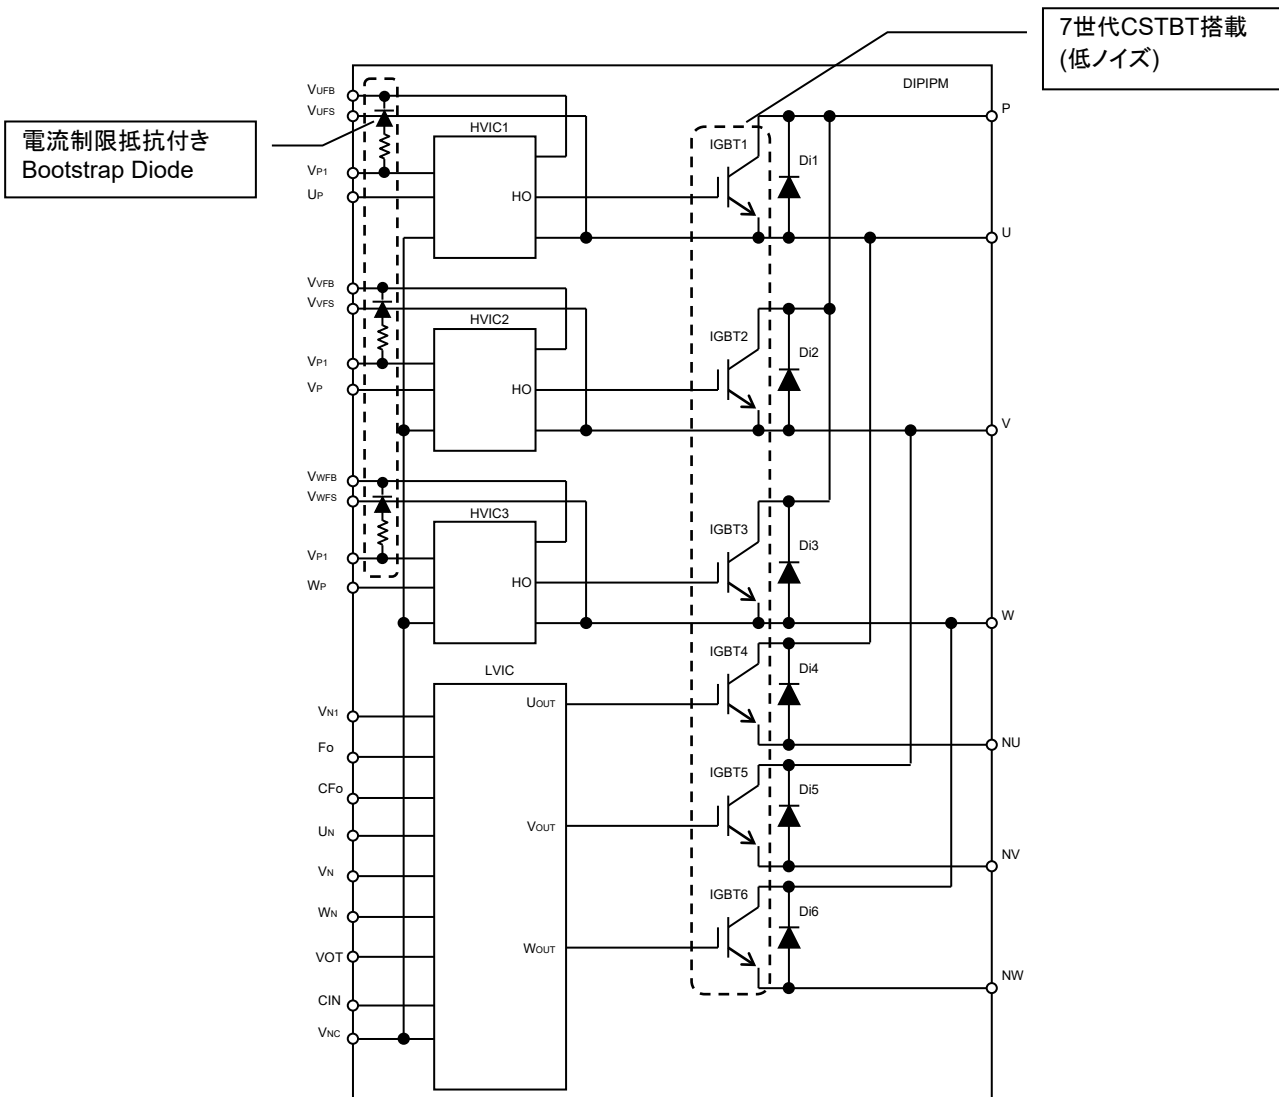 7世代CSTBT搭載
(低ノイズ)
DIPIPM
電流制限抵抗付き
Bootstrap Diode
VUFB
VUFS
VP1
UP
HVIC1
HO
IGBT1
Di1
P
U
VVFB
VVFS
VP1
VP
HVIC2
HO
IGBT2
Di2
V
VWFB
VWFS
VP1
WP
HVIC3
HO
IGBT3
Di3
W
LVIC
VN1
Fo
CFo
UN
VN
WN
VOT
CIN
VNC
UOUT
VOUT
WOUT
IGBT4
Di4
NU
IGBT5
Di5
NV
IGBT6
Di6
NW